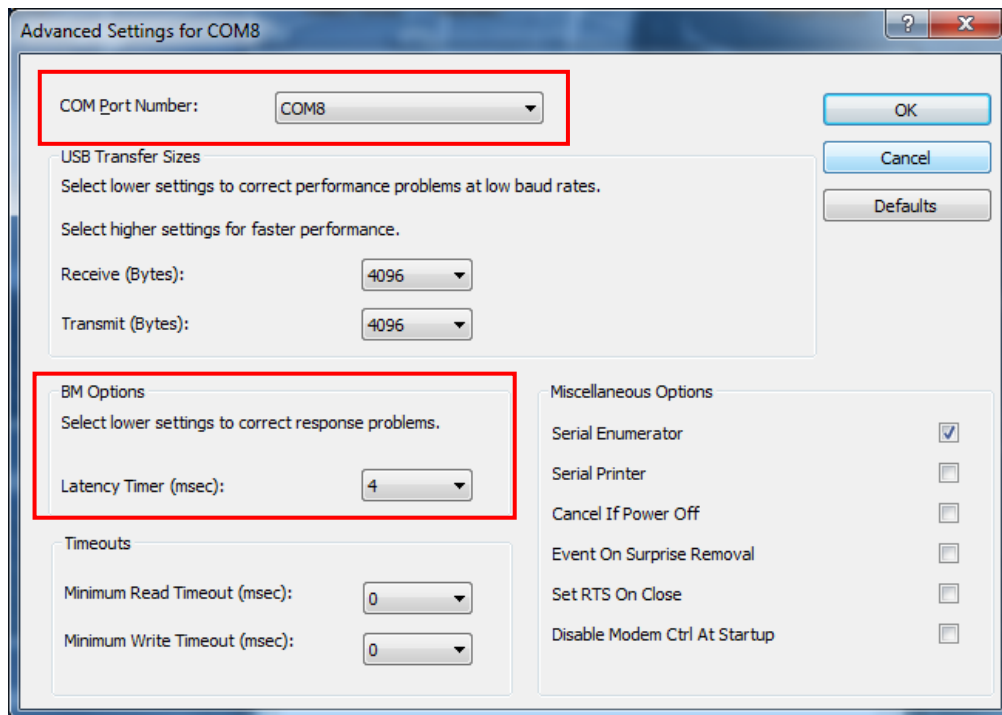 Advanced Settings for COM8
COM Port Number: COM8
OK
USB Transfer Sizes
Cancel
Select lower settings to correct performance problems at low baud rates.
Defaults
Select higher settings for faster performance.
Receive (Bytes): 4096
Transmit (Bytes): 4096
BM Options
Select lower settings to correct response problems.
Latency Timer (msec): 4
Timeouts
Minimum Read Timeout (msec): 0
Minimum Write Timeout (msec): 0
Miscellaneous Options
Serial Enumerator
Serial Printer
Cancel If Power Off
Event On Surprise Removal
Set RTS On Close
Disable Modem Ctrl At Startup